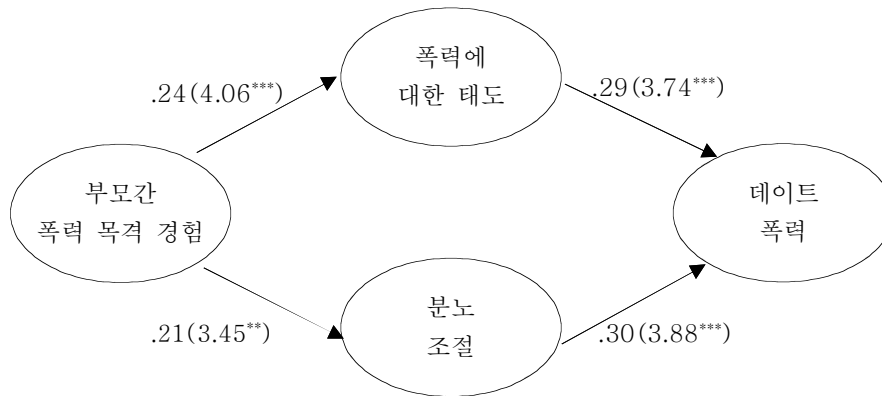 폭력에
대한 태도
.24(4.06***)
.29(3.74***)
부모간
폭력 목격 경험
데이트
폭력
.21(3.45**)
분노
조절
.30(3.88***)